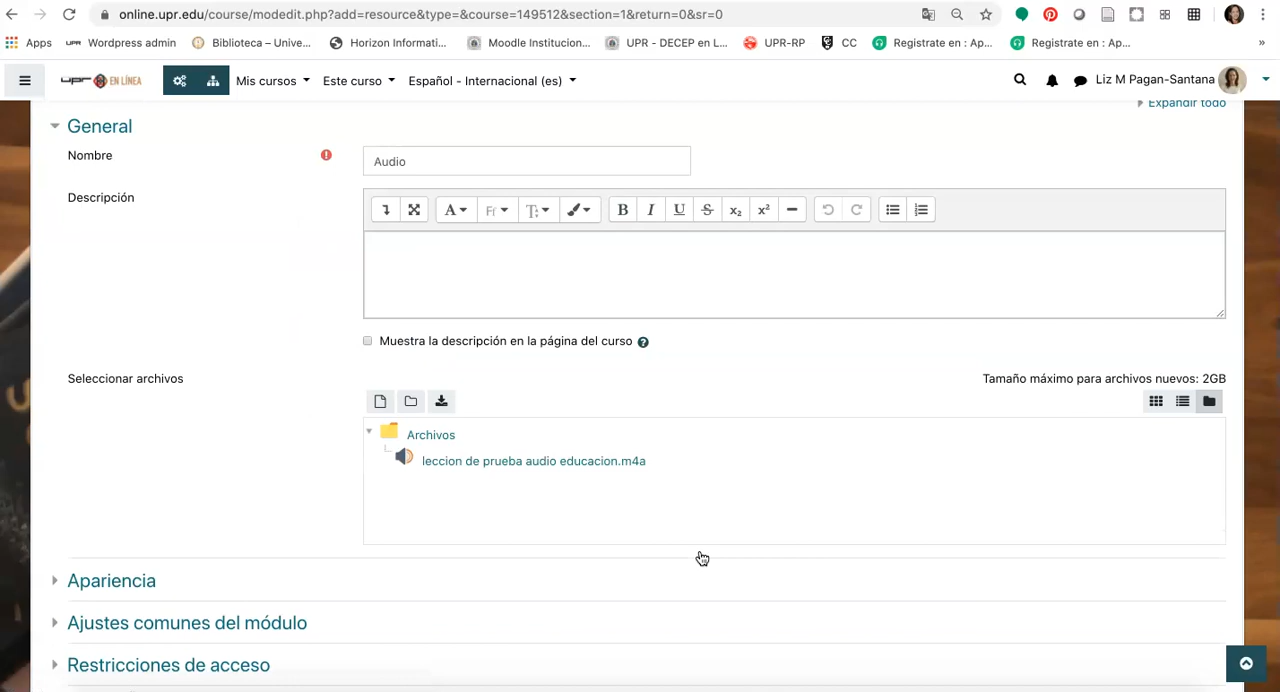 online.upr.edu/course/modedit.php?add=resource&type=&course=149512&section=1&return=0&sr=0
Apps Wordpress admin Biblioteca – Unive... Horizon Informati... Moodle Institucion... UPR - DECEP en L... UPR-RP CC Registrate en : Ap... Registrate en : Ap... »
upr EN LÍNEA Mis cursos Este curso Español - Internacional (es) Liz M Pagan-Santana
Expandir todo
General
Nombre Audio
Descripción
Muestra la descripción en la página del curso
Seleccionar archivos Tamaño máximo para archivos nuevos: 2GB
Archivos
leccion de prueba audio educacion.m4a
Apariencia
Ajustes comunes del módulo
Restricciones de acceso